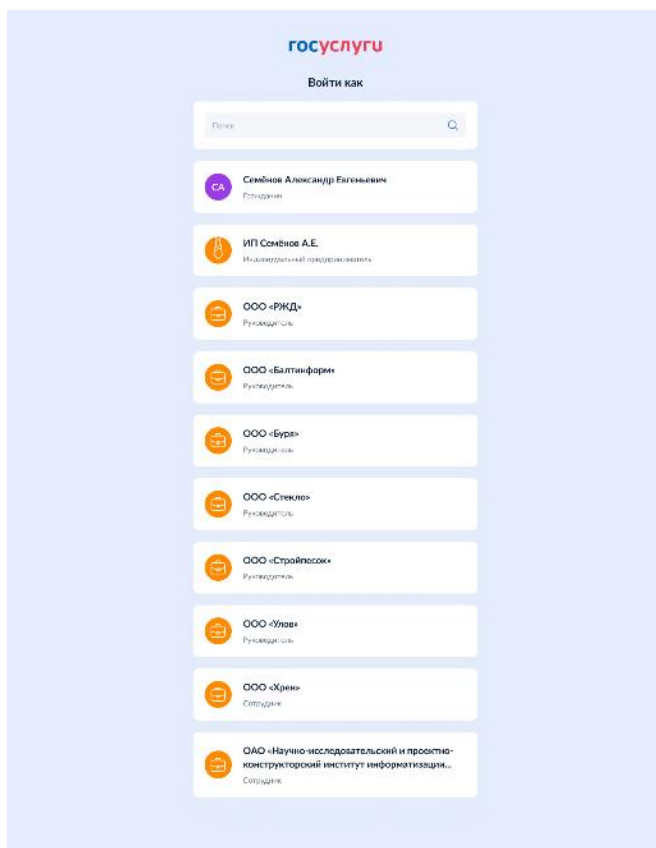 госуслуги
Войти как
Поиск
СА
Семёнов Александр Евгеньевич
Гражданин
ИП Семёнов А.Е.
Индивидуальный предприниматель
ООО «РЖД»
Руководитель
ООО «Балтинформ»
Руководитель
ООО «Буря»
Руководитель
ООО «Стекло»
Руководитель
ООО «Стройпесок»
Руководитель
ООО «Улов»
Руководитель
ООО «Хрен»
Сотрудник
ОАО «Научно-исследовательский и проектно-
конструкторский институт информатизации...
Сотрудник